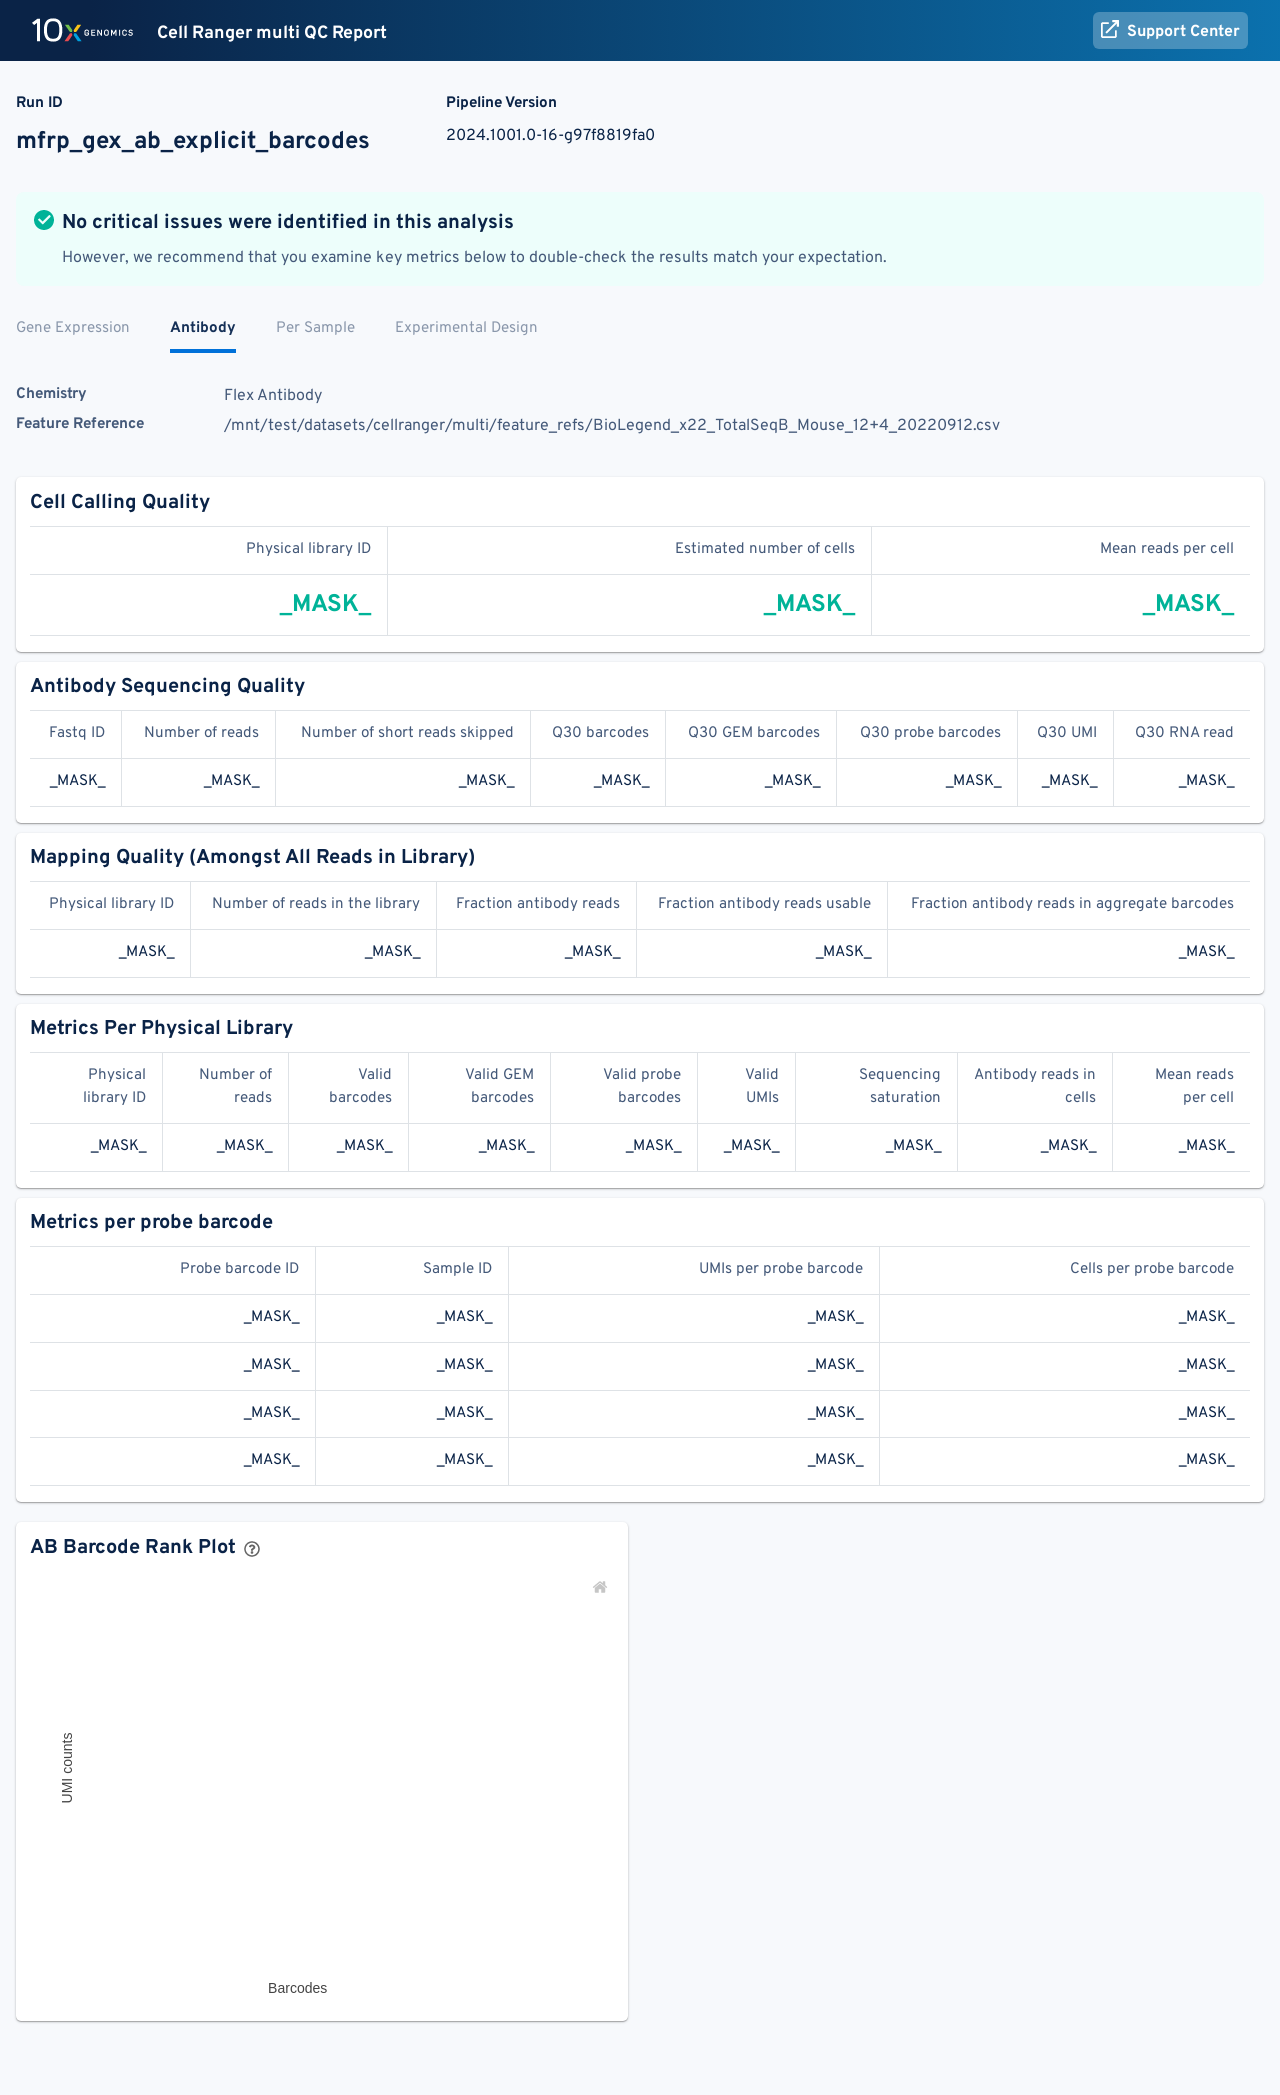 10x GENOMICS Cell Ranger multi QC Report Support Center
Run ID Pipeline Version
mfrp_gex_ab_explicit_barcodes 2024.1001.0-16-g97f8819fa0
No critical issues were identified in this analysis
However, we recommend that you examine key metrics below to double-check the results match your expectation.
Gene Expression Antibody Per Sample Experimental Design
Chemistry Flex Antibody
Feature Reference /mnt/test/datasets/cellranger/multi/feature_refs/BioLegend_x22_TotalSeqB_Mouse_12+4_20220912.csv
Cell Calling Quality
Physical library ID Estimated number of cells Mean reads per cell
_MASK_ _MASK_ _MASK_
Antibody Sequencing Quality
Fastq ID Number of reads Number of short reads skipped Q30 barcodes Q30 GEM barcodes Q30 probe barcodes Q30 UMI Q30 RNA read
_MASK_ _MASK_ _MASK_ _MASK_ _MASK_ _MASK_ _MASK_ _MASK_
Mapping Quality (Amongst All Reads in Library)
Physical library ID Number of reads in the library Fraction antibody reads Fraction antibody reads usable Fraction antibody reads in aggregate barcodes
_MASK_ _MASK_ _MASK_ _MASK_ _MASK_
Metrics Per Physical Library
Physical Number of Valid Valid GEM Valid probe Valid Sequencing Antibody reads in Mean reads
library ID reads barcodes barcodes barcodes UMIs saturation cells per cell
_MASK_ _MASK_ _MASK_ _MASK_ _MASK_ _MASK_ _MASK_ _MASK_ _MASK_
Metrics per probe barcode
Probe barcode ID Sample ID UMIs per probe barcode Cells per probe barcode
_MASK_ _MASK_ _MASK_ _MASK_
_MASK_ _MASK_ _MASK_ _MASK_
_MASK_ _MASK_ _MASK_ _MASK_
_MASK_ _MASK_ _MASK_ _MASK_
AB Barcode Rank Plot ?
UMI counts
Barcodes